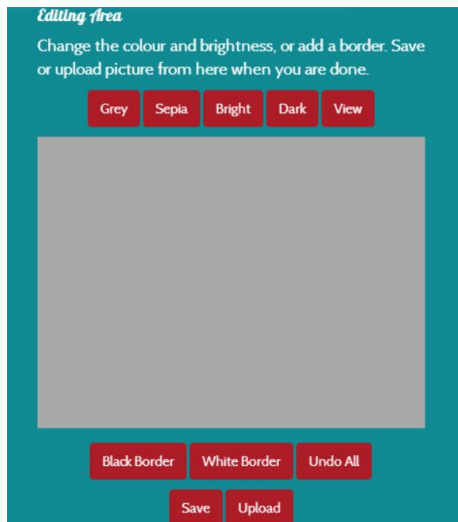 Editing Area
Change the colour and brightness, or add a border. Save
or upload picture from here when you are done.
Grey Sepia Bright Dark View
Black Border White Border Undo All
Save Upload